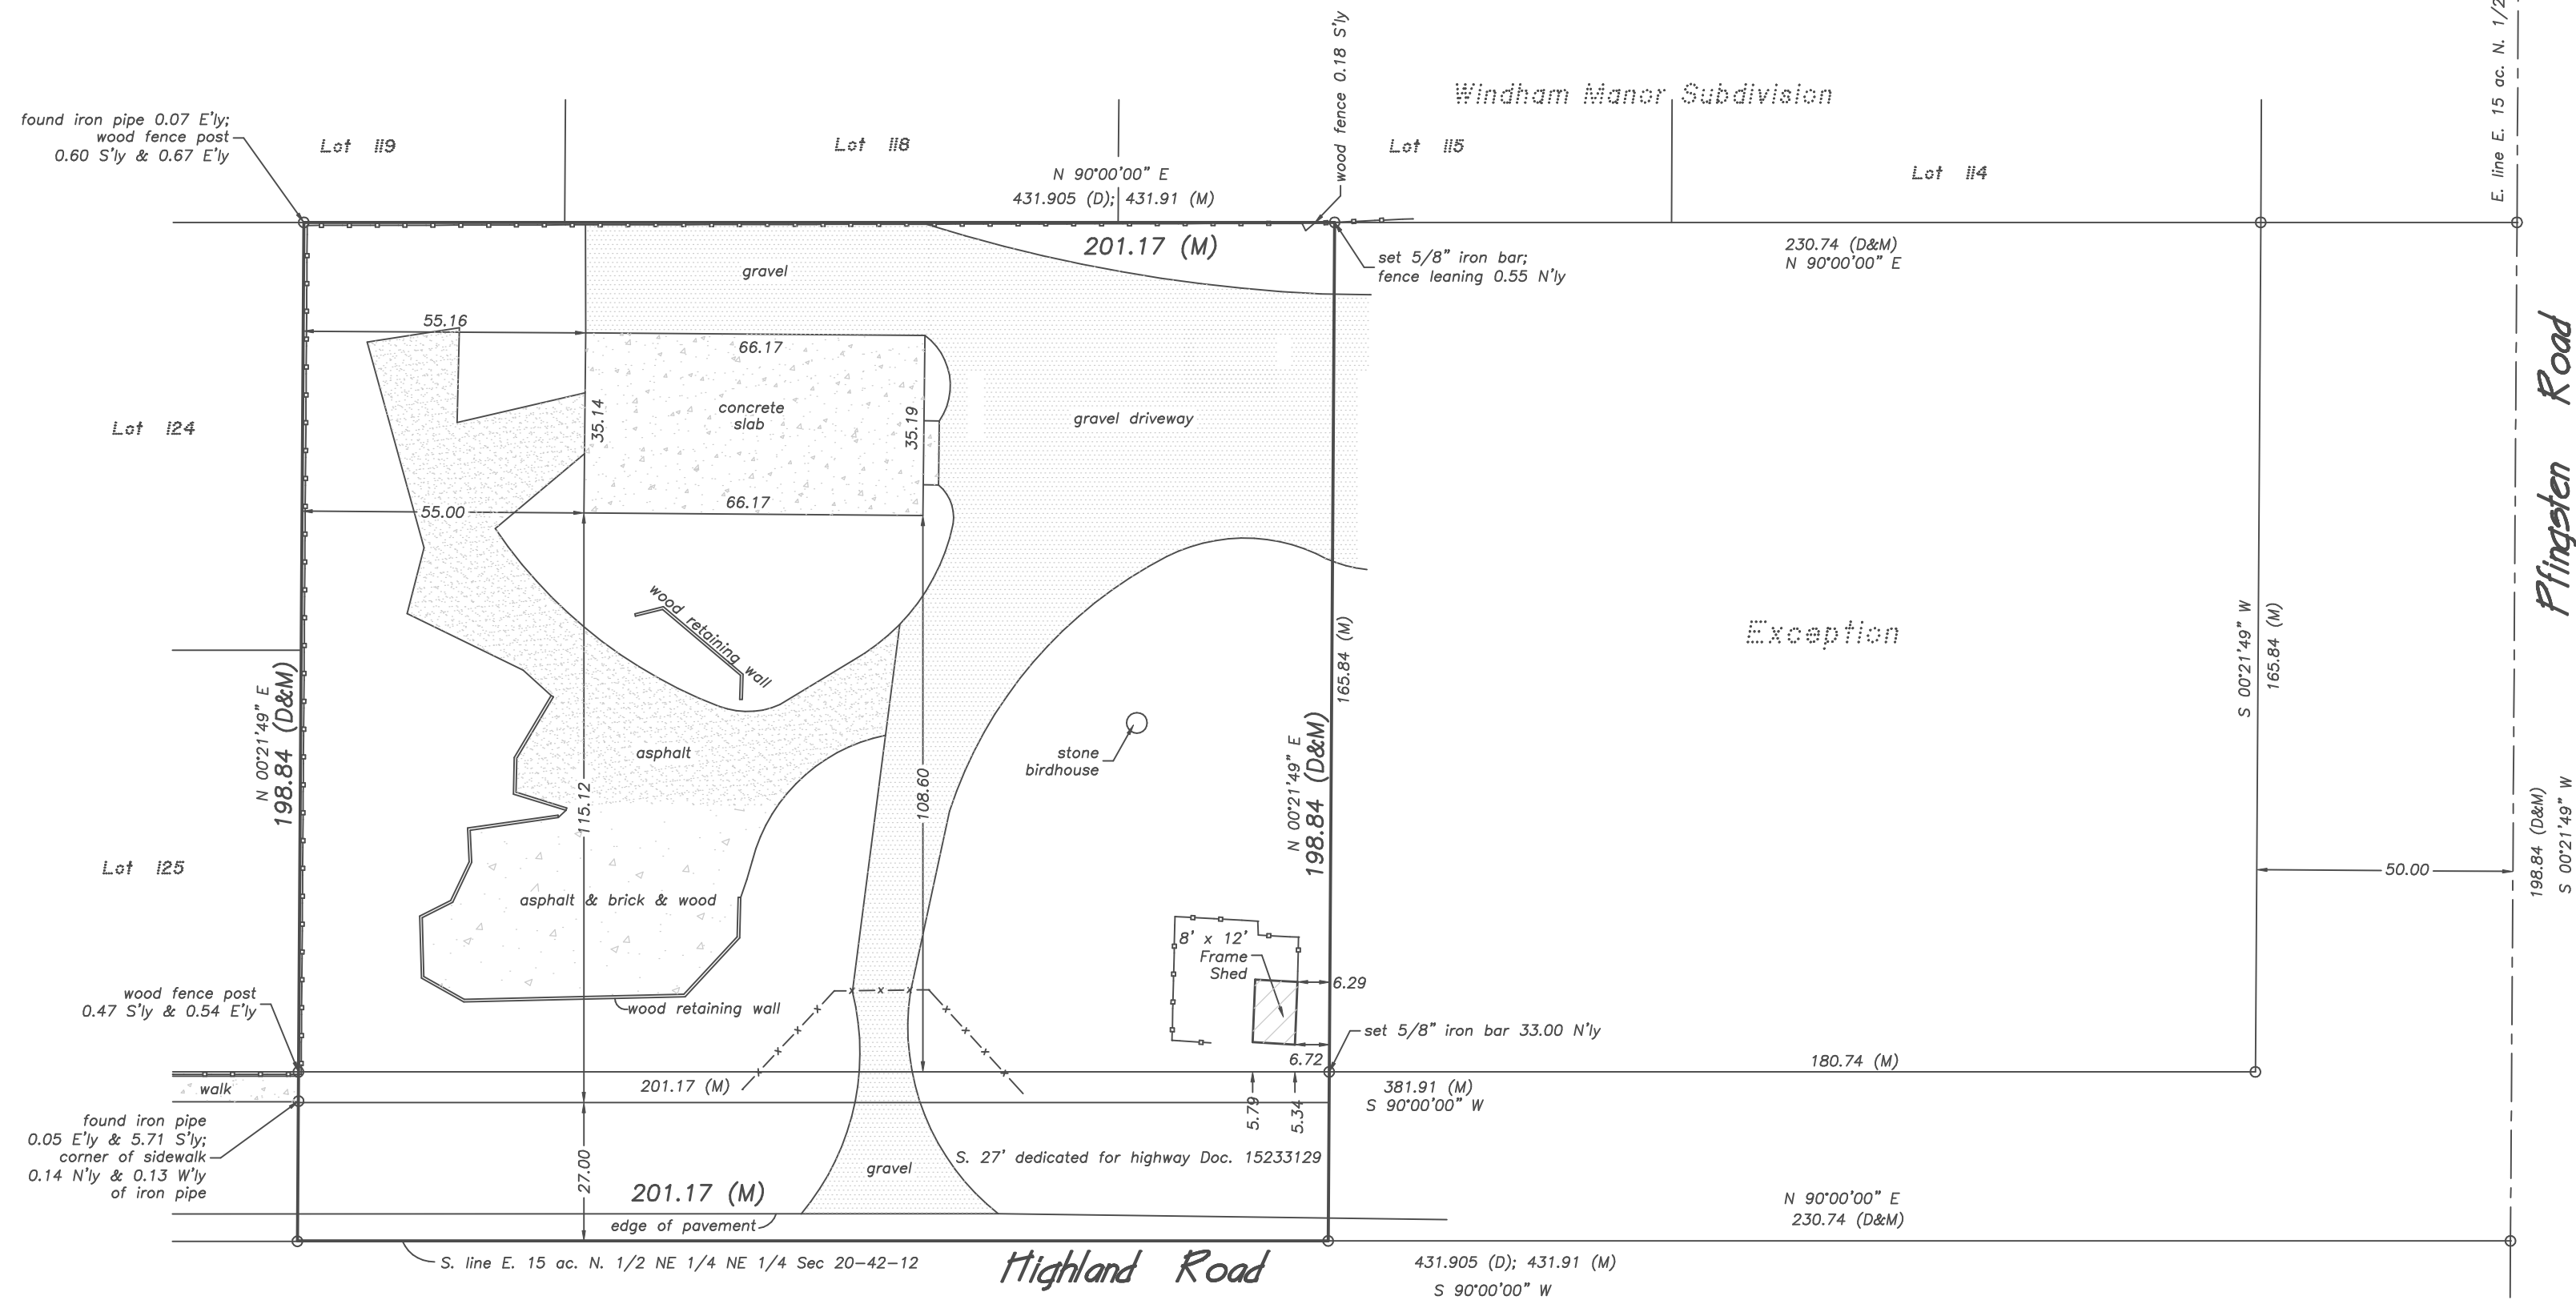 wood fence 0.18 S'ly
E. line E. 15 ac. N. 1/2
Windham Manor Subdivision
found iron pipe 0.07 E'ly;
wood fence post
0.60 S'ly & 0.67 E'ly
Lot 119
Lot 118
Lot 115
Lot 114
N 90°00'00" E
431.905 (D); 431.91 (M)
201.17 (M)
set 5/8" iron bar;
fence leaning 0.55 N'ly
230.74 (D&M)
N 90°00'00" E
gravel
55.16
66.17
Lot 124
35.14
concrete
slab
35.19
gravel driveway
Pfingsten Road
55.00
66.17
wood retaining wall
165.84 (M)
Exception
S 00°21'49" W
165.84 (M)
N 00°21'49" E
198.84 (D&M)
asphalt
115.12
108.60
stone
birdhouse
N 00°21'49" E
198.84 (D&M)
198.84 (D&M)
S 00°21'49" W
50.00
Lot 125
asphalt & brick & wood
8' x 12'
Frame
Shed
6.29
wood fence post
0.47 S'ly & 0.54 E'ly
wood retaining wall
set 5/8" iron bar 33.00 N'ly
6.72
180.74 (M)
walk
201.17 (M)
381.91 (M)
S 90°00'00" W
5.79
5.34
found iron pipe
0.05 E'ly & 5.71 S'ly;
corner of sidewalk
0.14 N'ly & 0.13 W'ly
of iron pipe
27.00
gravel
S. 27' dedicated for highway Doc. 15233129
201.17 (M)
edge of pavement
N 90°00'00" E
230.74 (D&M)
S. line E. 15 ac. N. 1/2 NE 1/4 NE 1/4 Sec 20-42-12
Highland Road
431.905 (D); 431.91 (M)
S 90°00'00" W